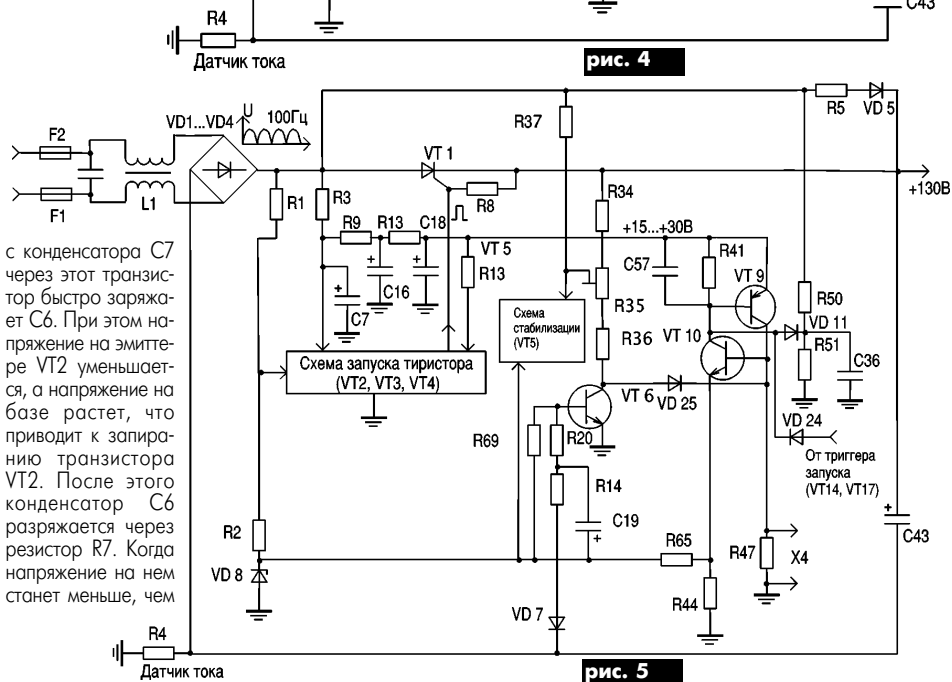 C43
R4
Датчик тока
рис. 4
R5
VD 5
VD1...VD4
U
100Гц
R37
F2
VT 1
F1
L1
R1
R3
R8
R34
+130В
R9
R13
C18
VT 5
+15...+30В
R41
C57
VT 9
R13
C16
C7
R35
R50
Схема
стабилизации
(VT5)
R36
VT 10
VD 11
R51
C36
Схема запуска тиристора
(VT2, VT3, VT4)
VT 6
VD 25
VD 24
R69
R20
От триггера
запуска
(VT14, VT17)
R14
C19
R2
R65
R47
X4
C43
VD 8
R44
VD 7
с конденсатора С7
через этот транзис-
тор быстро заряжа-
ет С6. При этом на-
пряжение на эмитте-
ре VT2 уменьшает-
ся, а напряжение на
базе растет, что
приводит к запира-
нию транзистора
VT2. После этого
конденсатор С6
разряжается через
резистор R7. Когда
напряжение на нем
станет меньше, чем
R4
Датчик тока
рис. 5